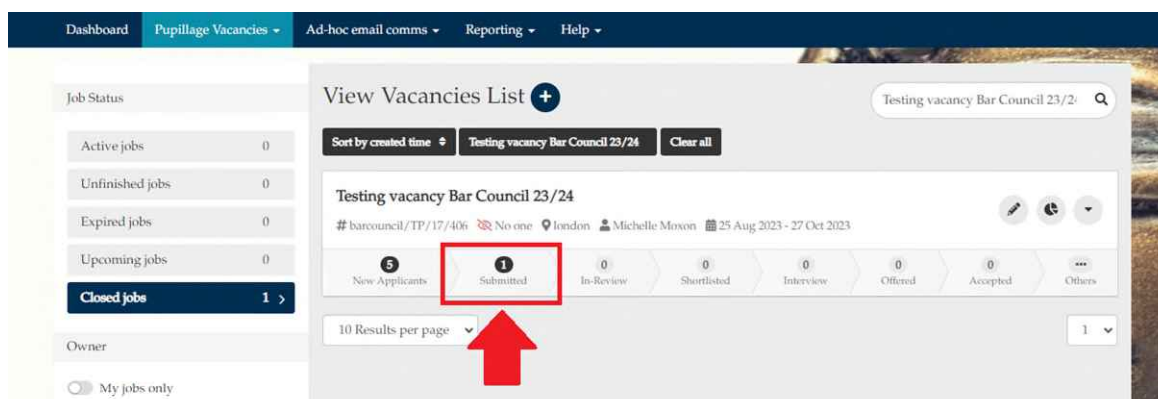 Dashboard Pupillage Vacancies Ad-hoc email comms Reporting Help
Job Status
Active jobs 0
Unfinished jobs 0
Expired jobs 0
Upcoming jobs 0
Closed jobs 1
Owner
My jobs only
View Vacancies List
Testing vacancy Bar Council 23/2
Sort by created time Testing vacancy Bar Council 23/24 Clear all
Testing vacancy Bar Council 23/24
# barcouncil/TP/17/406 No one london Michelle Moxon 25 Aug 2023 - 27 Oct 2023
5 1 0 0 0 0 0 •••
New Applicants Submitted In-Review Shortlisted Interview Offered Accepted Others
10 Results per page 1